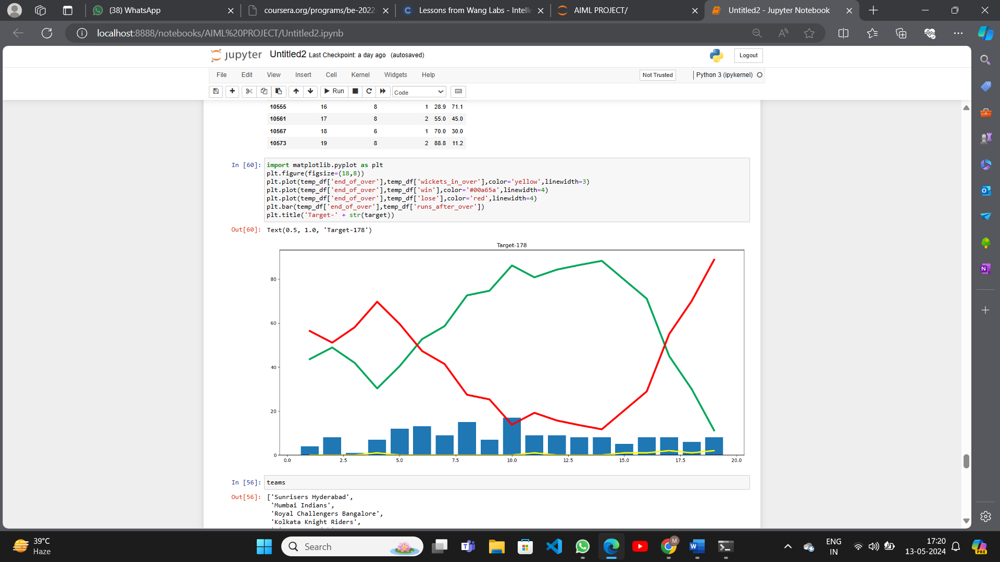 (38) WhatsApp
coursera.org/programs/be-2022-
Lessons from Wang Labs - Intelle
AIML PROJECT/
Untitled2 - Jupyter Notebook
localhost:8888/notebooks/AIML%20PROJECT/Untitled2.ipynb
jupyter Untitled2 Last Checkpoint: a day ago (autosaved)
Logout
File Edit View Insert Cell Kernel Widgets Help
Not Trusted
Python 3 (ipykernel)
Run
Code
10555 16 8 1 28.9 71.1
10561 17 8 2 55.0 45.0
10567 18 6 1 70.0 30.0
10573 19 8 2 88.8 11.2
In [60]: import matplotlib.pyplot as plt
plt.figure(figsize=(18,8))
plt.plot(temp_df['end_of_over'],temp_df['wickets_in_over'],color='yellow',linewidth=3)
plt.plot(temp_df['end_of_over'],temp_df['win'],color='#00a65a',linewidth=4)
plt.plot(temp_df['end_of_over'],temp_df['lose'],color='red',linewidth=4)
plt.bar(temp_df['end_of_over'],temp_df['runs_after_over'])
plt.title('Target-' + str(target))
Out[60]: Text(0.5, 1.0, 'Target-178')
Target-178
80
60
40
20
0
0.0 2.5 5.0 7.5 10.0 12.5 15.0 17.5 20.0
In [56]: teams
Out[56]: ['Sunrisers Hyderabad',
'Mumbai Indians',
'Royal Challengers Bangalore',
'Kolkata Knight Riders',
39°C
Haze
Search
M
PRE
ENG
IN
17:20
13-05-2024